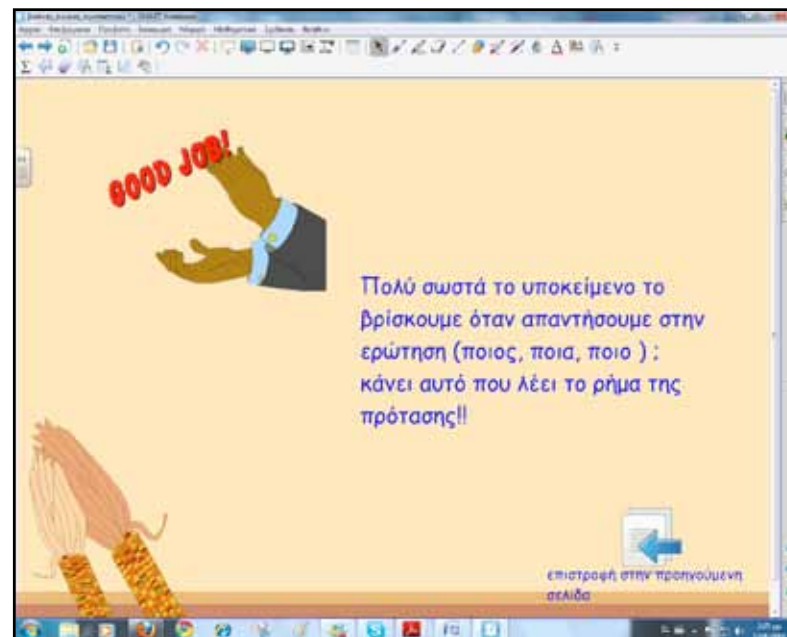 GOOD JOB!
Πολύ σωστά το υποκείμενο το
βρίσκουμε όταν απαντήσουμε στην
ερώτηση (ποιος, ποια, ποιο ) ;
κάνει αυτό που λέει το ρήμα της
πρότασης!!
επιστροφή στην προηγούμενη
σελίδα